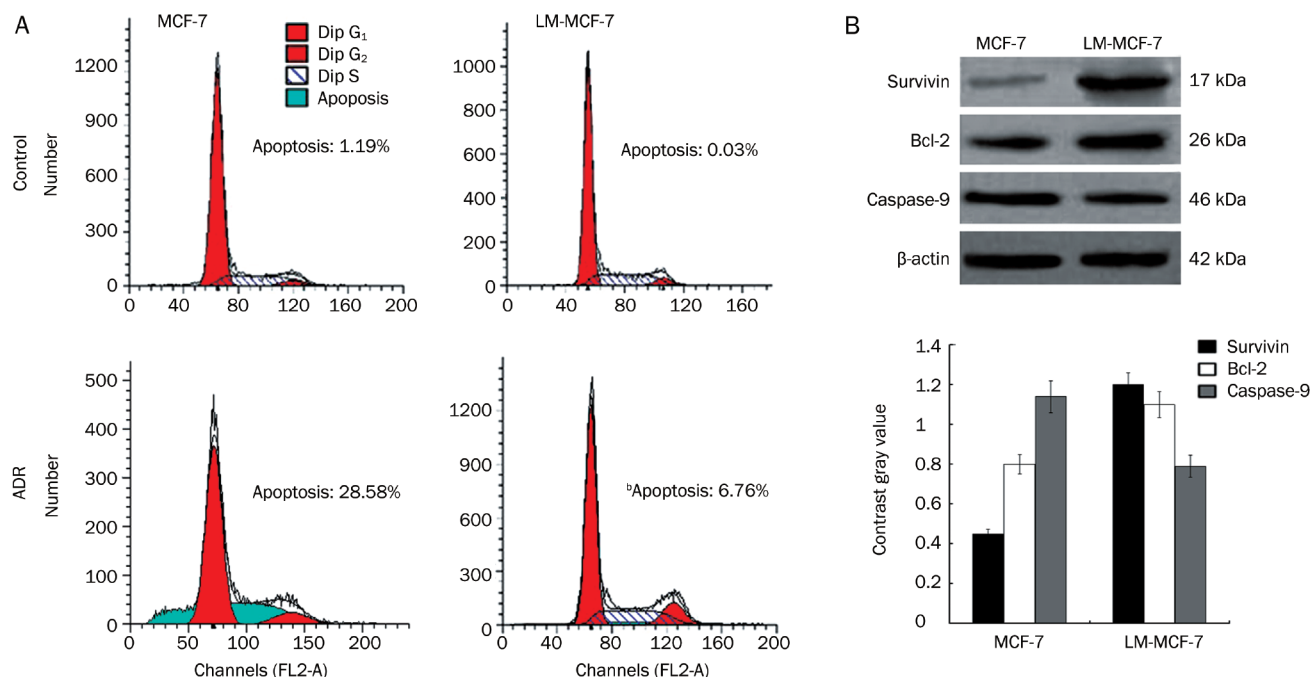 A
MCF-7
Dip G₁
Dip G₂
Dip S
Apoposis
Control
Number
1200
900
600
300
0
Apoptosis: 1.19%
0 40 80 120 160 200
LM-MCF-7
1000
800
600
400
200
0
Apoptosis: 0.03%
0 40 80 120 160
ADR
Number
500
400
300
200
100
0
Apoptosis: 28.58%
0 50 100 150 200
Channels (FL2-A)
1200
900
600
300
0
ᵇApoptosis: 6.76%
0 40 80 120 160 200
Channels (FL2-A)
B
MCF-7 LM-MCF-7
Survivin 17 kDa
Bcl-2 26 kDa
Caspase-9 46 kDa
β-actin 42 kDa
Contrast gray value
1.4
1.2
1.0
0.8
0.6
0.4
0.2
0
Survivin
Bcl-2
Caspase-9
MCF-7 LM-MCF-7